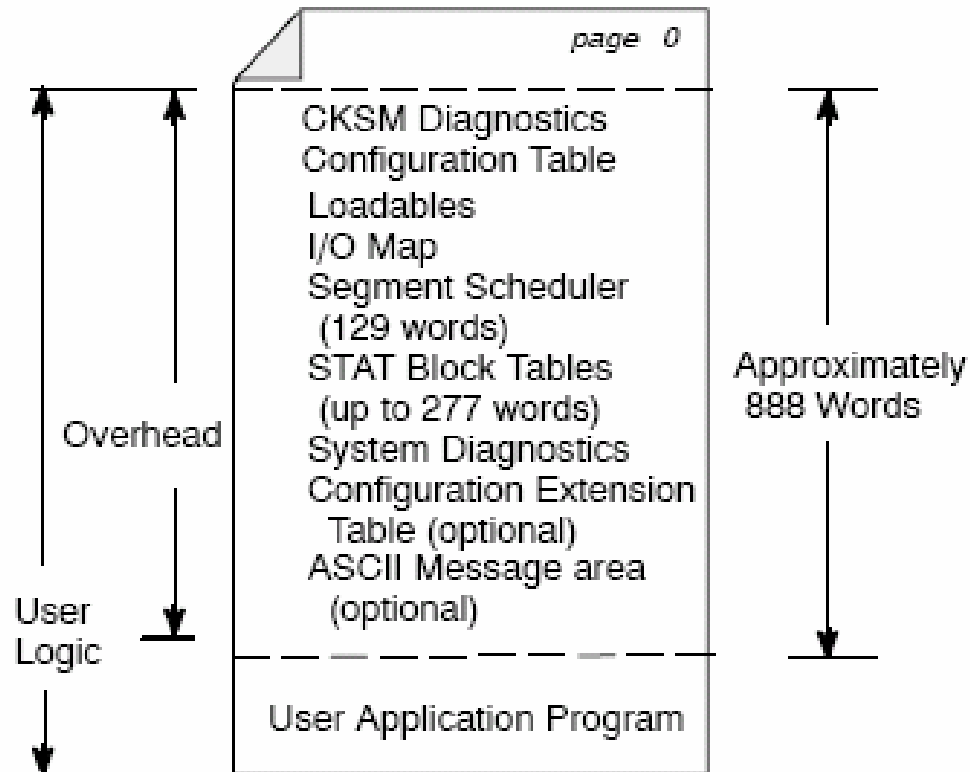 page 0
CKSM Diagnostics
Configuration Table
Loadables
I/O Map
Segment Scheduler
(129 words)
STAT Block Tables
(up to 277 words)
System Diagnostics
Configuration Extension
Table (optional)
ASCII Message area
(optional)
User Application Program
Overhead
User
Logic
Approximately
888 Words